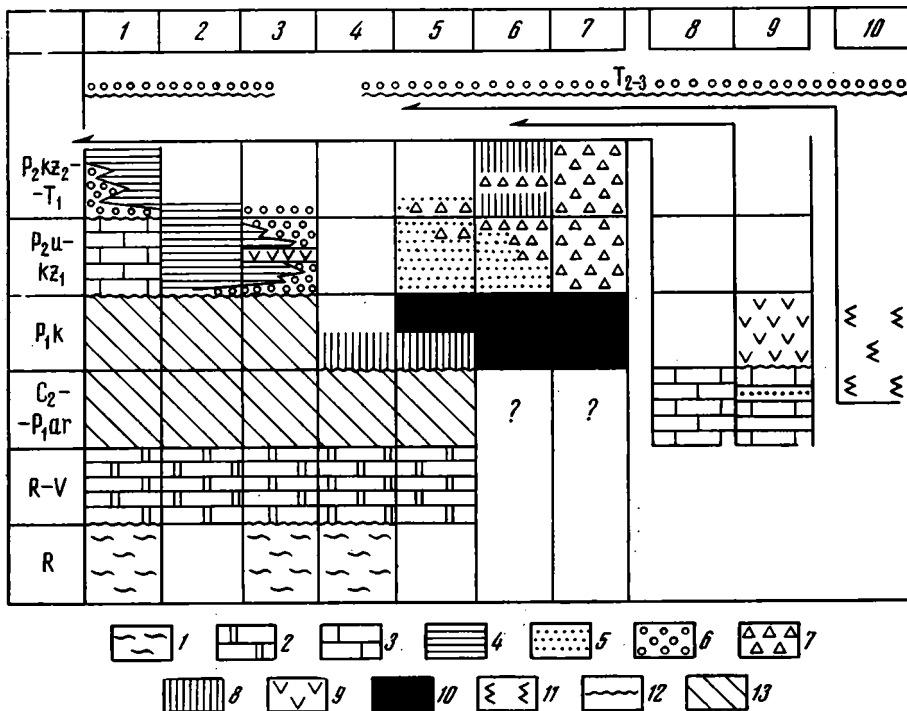 1 2 3 4 5 6 7 8 9 10
T₂₋₃
P₂kz₂–
–T₁
P₂u–
kz₁
P₁k
C₂–
–P₁ar
? ?
R–V
R
1 2 3 4 5 6 7
8 9 10 11 12 13